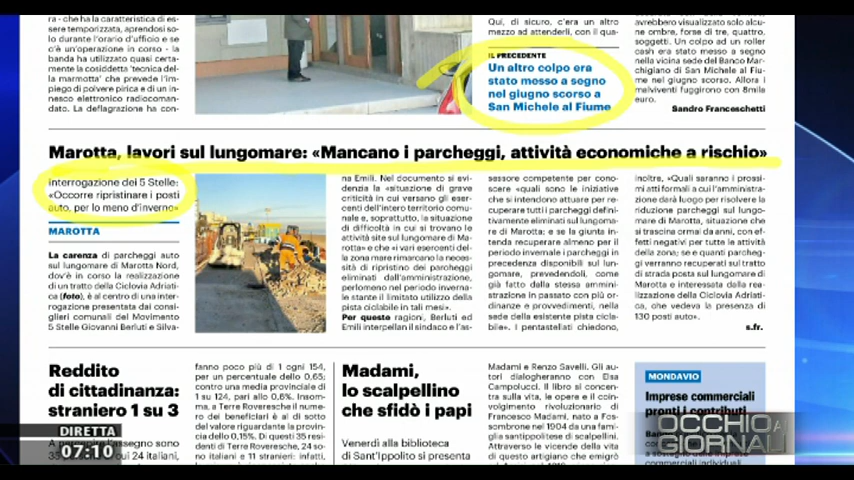 re - che ha la caratteristica di es-
sere temporizzata, aprendosi so-
lo durante l'orario d'ufficio e se
c'è un'operazione in corso - la
banda ha utilizzato quasi certa-
mente la cosiddetta 'tecnica del-
la marmotta' che prevede l'im-
piego di polvere pirica e di un in-
nesco elettronico radiocoman-
dato. La deflagrazione ha con-
Qui, di sicuro, c'era un altro
mezzo ad attenderli, con il qua-
IL PRECEDENTE
Un altro colpo era
stato messo a segno
nel giugno scorso a
San Michele al Fiume
avrebbero visualizzato solo alcu-
ne ombre, forse di tre, quattro,
soggetti. Un colpo ad un roller
cash era stato messo a segno
nella vicina sede del Banco Mar-
chigiano di San Michele al Fiu-
me nel giugno scorso. Allora i
malviventi fuggirono con 8mila
euro.
Sandro Franceschetti
Marotta, lavori sul lungomare: «Mancano i parcheggi, attività economiche a rischio»
Interrogazione dei 5 Stelle:
«Occorre ripristinare i posti
auto, per lo meno d'inverno»
MAROTTA
La carenza di parcheggi auto
sul lungomare di Marotta Nord,
dov'è in corso la realizzazione
di un tratto della Ciclovia Adriati-
ca (foto), è al centro di una inter-
rogazione presentata dai consi-
glieri comunali del Movimento
5 Stelle Giovanni Berluti e Silva-
na Emili. Nel documento si evi-
denzia la «situazione di grave
criticità in cui versano gli eser-
centi dell'intero territorio comuna-
le e, soprattutto, la situazione
di difficoltà in cui si trovano le
attività site sul lungomare di Ma-
rotta» e che «i vari esercenti del-
la zona mare rimarcano la neces-
sità di ripristino dei parcheggi
eliminati dall'amministrazione,
perlomeno nel periodo inverna-
le stante il limitato utilizzo della
pista ciclabile in tali mesi».
Per queste ragioni, Berluti ed
Emili interpellan il sindaco e l'as-
sessore competente per cono-
scere «quali sono le iniziative
che si intendono attuare per re-
cuperare tutti i parcheggi defini-
tivamente eliminati sul lungoma-
re di Marotta; e se la giunta in-
tenda recuperare almeno per il
periodo invernale i parcheggi in
precedenza disponibili sul lun-
gomare, prevedendoli, come
già fatto dalla stessa ammini-
strazione in passato con più or-
dinanze e provvedimenti, nella
sede della esistente pista cicla-
bile». I pentastellati chiedono,
inoltre, «Quali saranno i prossi-
mi atti formali a cui l'amministra-
zione darà luogo per risolvere la
riduzione parcheggi sul lungo-
mare di Marotta, situazione che
si trascina ormai da anni, con ef-
fetti negativi per tutte le attività
della zona; se e quanti parcheg-
gi verranno recuperati sul tratto
di strada posta sul lungomare di
Marotta e interessata dalla rea-
lizzazione della Ciclovia Adriati-
ca, che vedeva la presenza di
130 posti auto».
s.fr.
Reddito
di cittadinanza:
straniero 1 su 3
A percepire l'assegno sono
fanno poco più di 1 ogni 154,
per un percentuale dello 0,65;
contro una media provinciale di
1 su 124, pari allo 0,6%. Insom-
ma, a Terre Roveresche il numero
dei beneficiari è al di sotto
del valore riguardante la provincia
dello 0,15%. Di questi 35 resi-
denti di Terre Roveresche, 24 so-
no italiani e 11 stranieri: infatti,
Madami,
lo scalpellino
che sfidò i papi
Venerdì alla biblioteca
di Sant'Ippolito si presenta
Madami e Renzo Savelli. Gli au-
tori dialogheranno con Elsa
Campolucci. Il libro si concen-
tra sulla vita, le opere e il coin-
volgimento rivoluzionario di
Francesco Madami, nato a Fos-
sombrone nel 1904 da una fa-
miglia santippolitese di scalpellini.
Attraverso le vicende della vita
di questo artigiano che emigrò
MONDAVIO
Imprese commerciali
pronti i contributi
DIRETTA
07:10
OCCHIO AI
GIORNALI